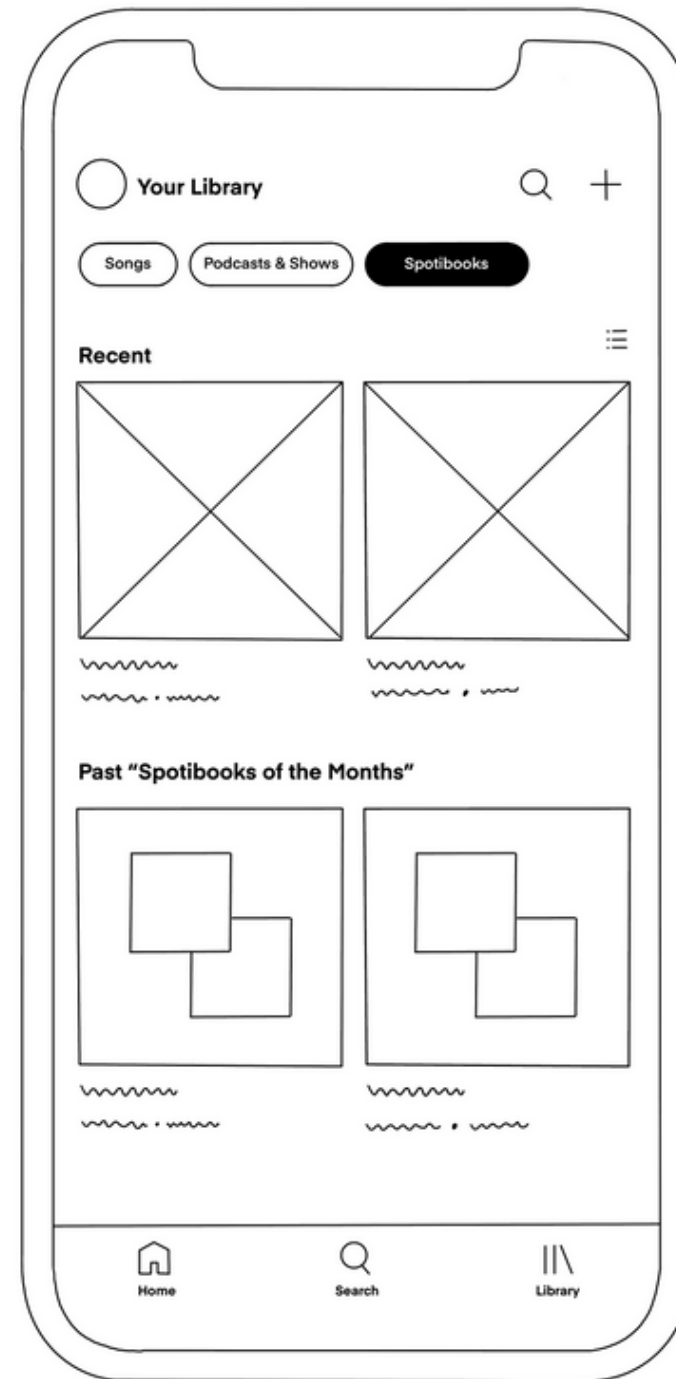 Your Library
Songs Podcasts & Shows Spotibooks
Recent
Past “Spotibooks of the Months”
Home Search Library